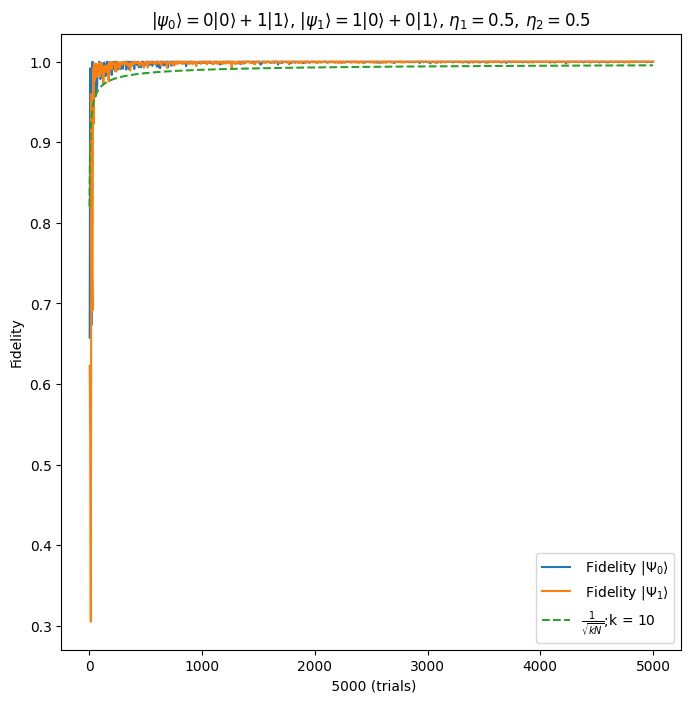 |ψ₀⟩ = 0|0⟩ + 1|1⟩, |ψ₁⟩ = 1|0⟩ + 0|1⟩, η₁ = 0.5, η₂ = 0.5
Fidelity
1.0
0.9
0.8
0.7
0.6
0.5
0.4
0.3
Fidelity |Ψ₀⟩
Fidelity |Ψ₁⟩
1/√kN;k = 10
0 1000 2000 3000 4000 5000
5000 (trials)